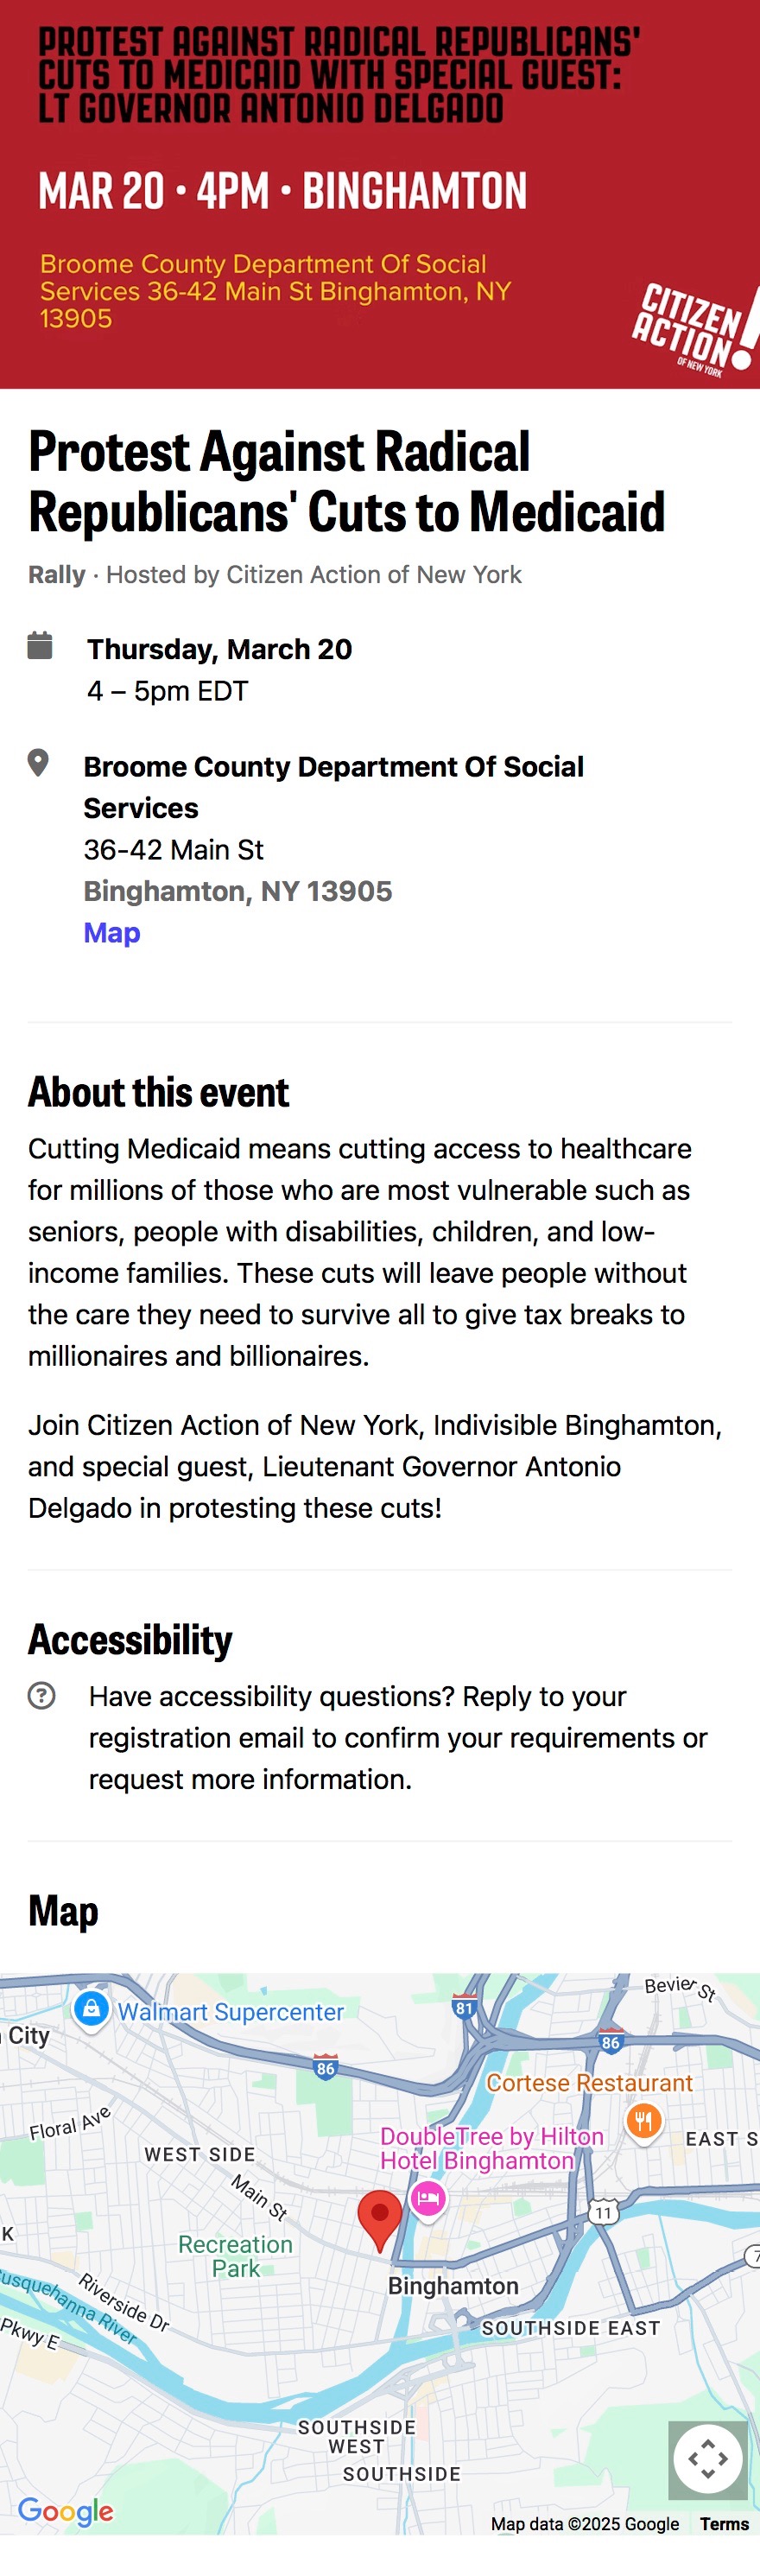 PROTEST AGAINST RADICAL REPUBLICANS'
CUTS TO MEDICAID WITH SPECIAL GUEST:
LT GOVERNOR ANTONIO DELGADO
MAR 20 • 4PM • BINGHAMTON
Broome County Department Of Social
Services 36-42 Main St Binghamton, NY
13905
CITIZEN
ACTION!
OF NEW YORK
Protest Against Radical
Republicans' Cuts to Medicaid
Rally · Hosted by Citizen Action of New York
Thursday, March 20
4 – 5pm EDT
Broome County Department Of Social
Services
36-42 Main St
Binghamton, NY 13905
Map
About this event
Cutting Medicaid means cutting access to healthcare
for millions of those who are most vulnerable such as
seniors, people with disabilities, children, and low-
income families. These cuts will leave people without
the care they need to survive all to give tax breaks to
millionaires and billionaires.
Join Citizen Action of New York, Indivisible Binghamton,
and special guest, Lieutenant Governor Antonio
Delgado in protesting these cuts!
Accessibility
Have accessibility questions? Reply to your
registration email to confirm your requirements or
request more information.
Map
Bevier St
Walmart Supercenter
81
City
86
86
Cortese Restaurant
Floral Ave
DoubleTree by Hilton
Hotel Binghamton
EAST S
WEST SIDE
Main St
11
K
Recreation
Park
7
Riverside Dr
usquehanna River
Binghamton
Pkwy E
SOUTHSIDE EAST
SOUTHSIDE
WEST
SOUTHSIDE
Google
Map data ©2025 Google
Terms